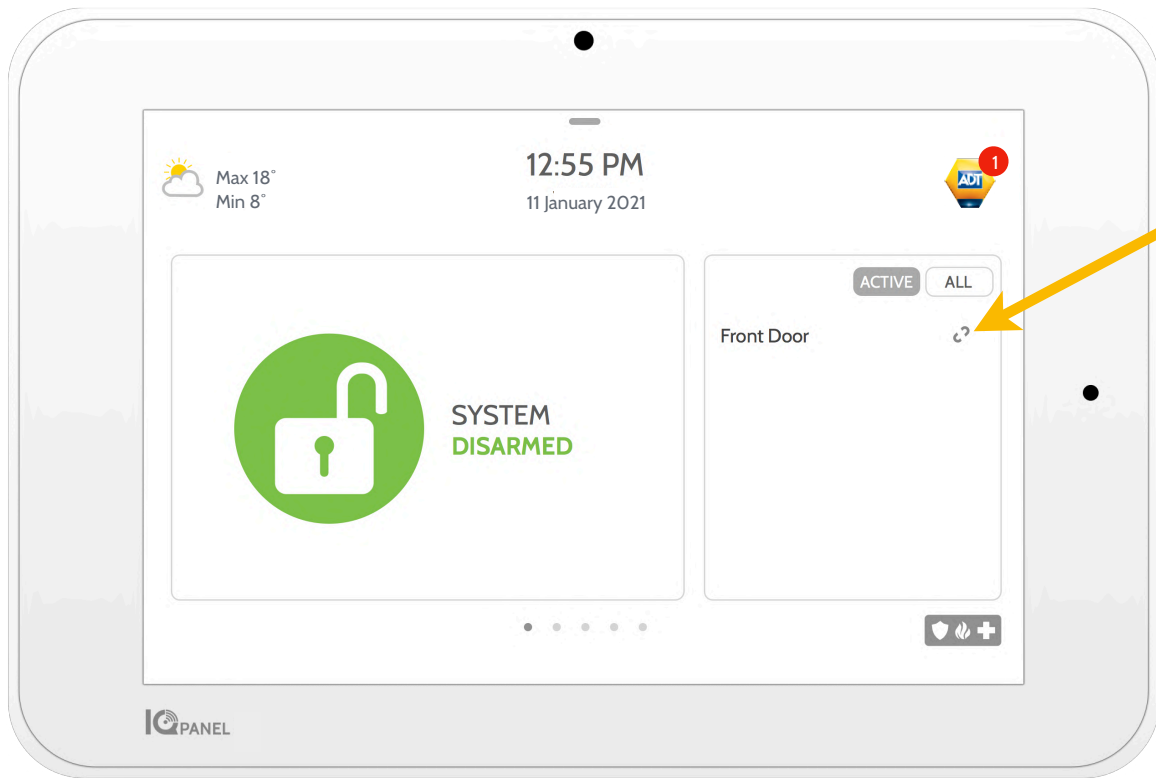 Max 18°
Min 8°
12:55 PM
11 January 2021
ADT
1
SYSTEM
DISARMED
ACTIVE
ALL
Front Door
IQ PANEL